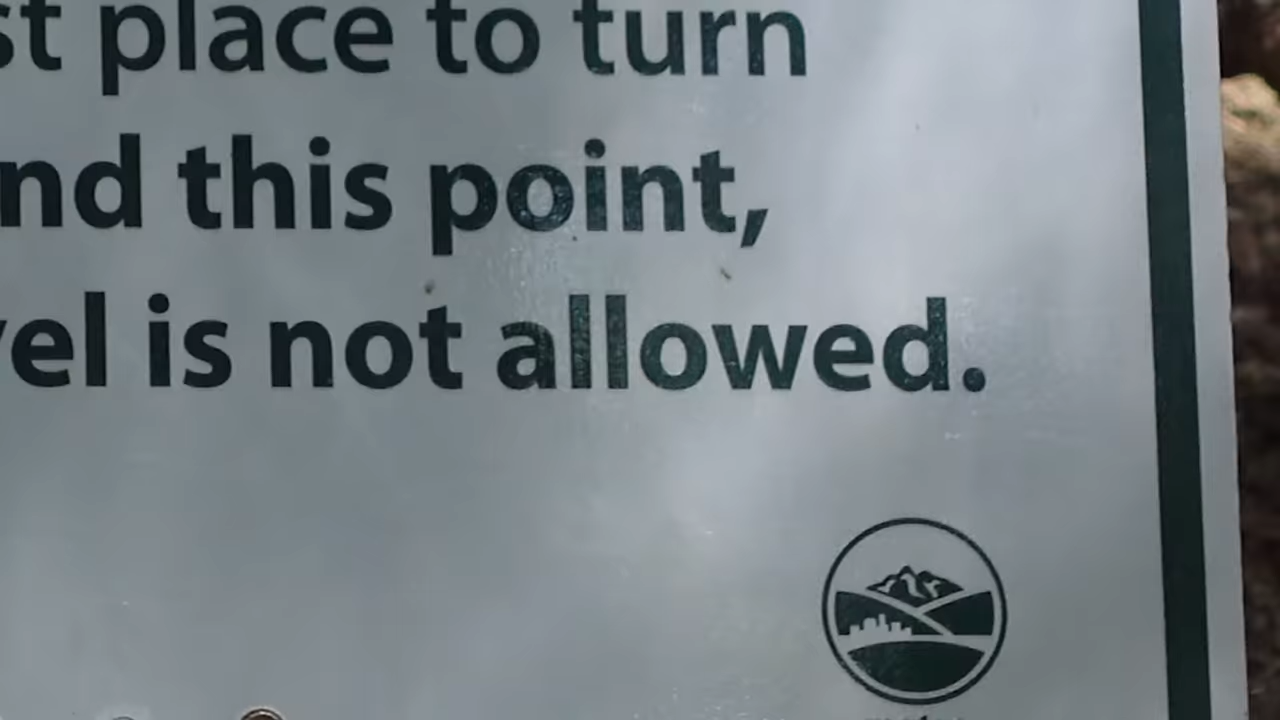 st place to turn
nd this point,
vel is not allowed.